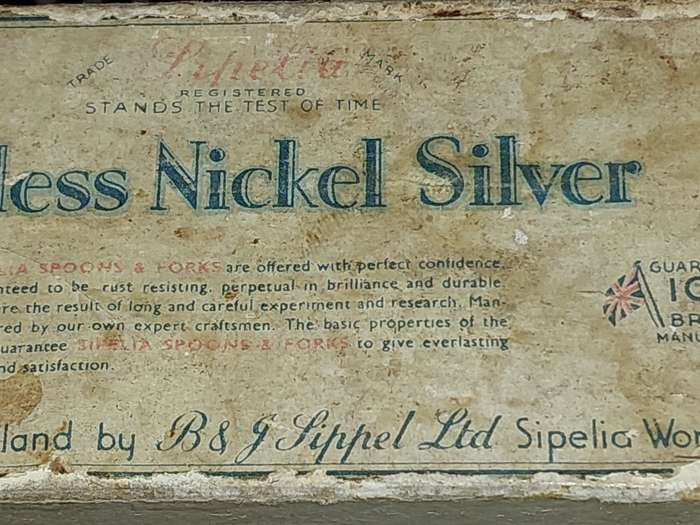 TRADE Sipelia MARK
REGISTERED
STANDS THE TEST OF TIME
less Nickel Silver
ELIA SPOONS & FORKS are offered with perfect confidence.
nteed to be rust resisting, perpetual in brilliance and durable.
re the result of long and careful experiment and research. Man-
red by our own expert craftsmen. The basic properties of the
uarantee SIPELIA SPOONS & FORKS to give everlasting
nd satisfaction.
GUAR
10
BR
MANU
land by B & J Sippel Ltd Sipelia Wor